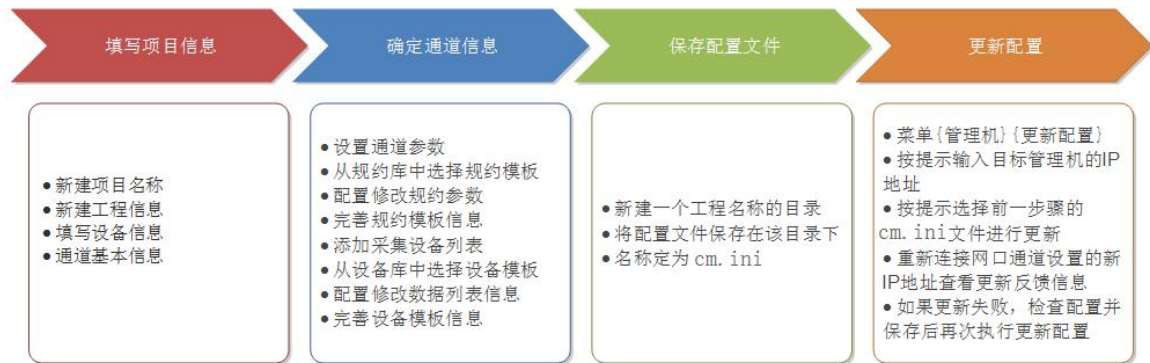 填写项目信息
确定通道信息
保存配置文件
更新配置
●新建项目名称
●新建工程信息
●填写设备信息
●通道基本信息
●设置通道参数
●从规约库中选择规约模板
●配置修改规约参数
●完善规约模板信息
●添加采集设备列表
●从设备库中选择设备模板
●配置修改数据列表信息
●完善设备模板信息
●新建一个工程名称的目录
●将配置文件保存在该目录下
●名称定为 cm.ini
●菜单{管理机}{更新配置}
●按提示输入目标管理机的IP
地址
●按提示选择前一步骤的
cm.ini文件进行更新
●重新连接网口通道设置的新
IP地址查看更新反馈信息
●如果更新失败，检查配置并
保存后再次执行更新配置